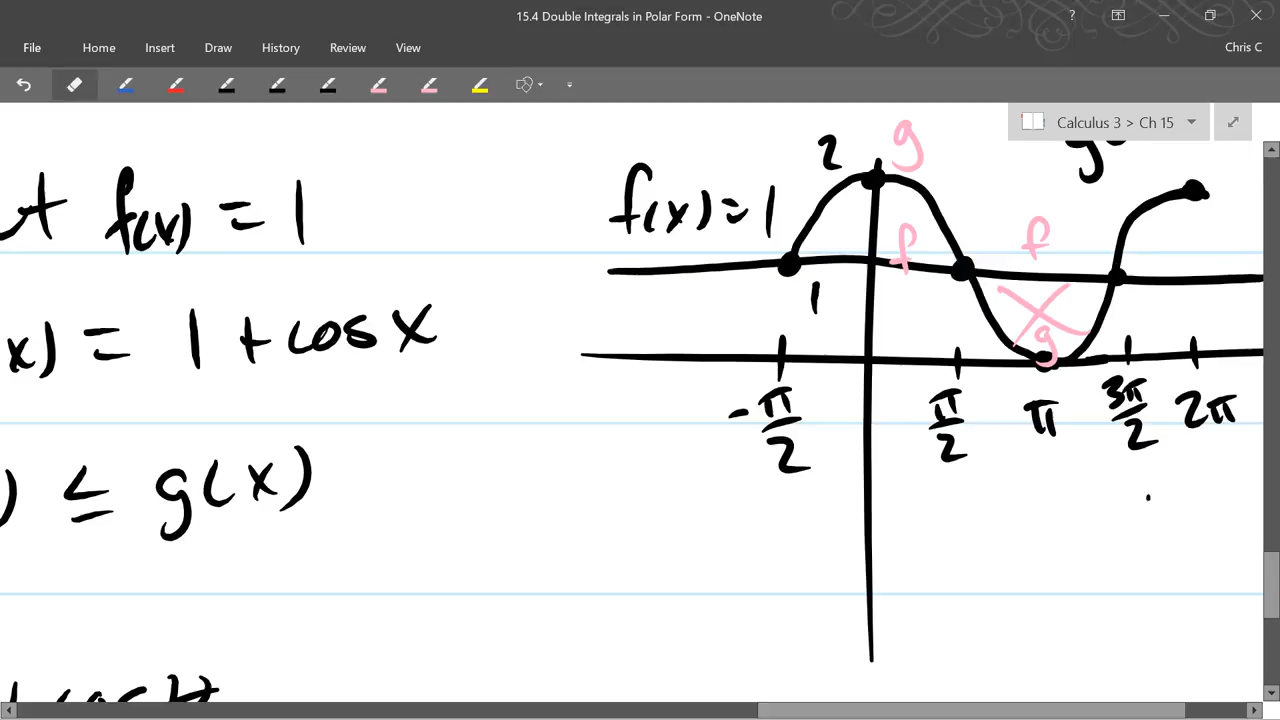 15.4 Double Integrals in Polar Form - OneNote
?
File Home Insert Draw History Review View Chris C
Calculus 3 > Ch 15
f(x) = 1
x) = 1 + cos x
) ≤ g(x)
2 g
f(x) = 1
f f
1
g
-π/2 π/2 π 3π/2 2π